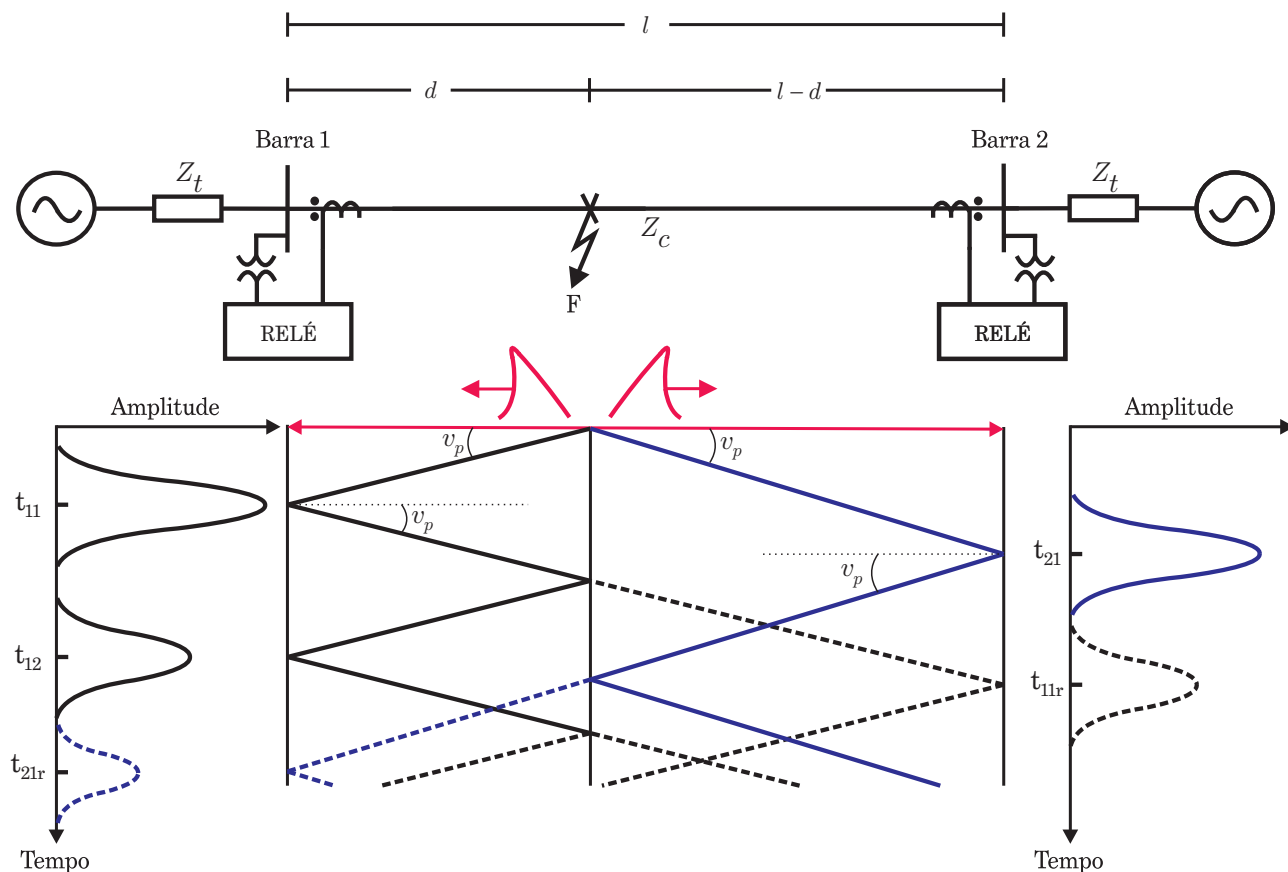 l
d
l − d
Barra 1
Barra 2
Z_t
Z_t
Z_c
F
RELÉ
RELÉ
Amplitude
Amplitude
v_p
v_p
t_11
v_p
t_21
v_p
t_12
t_11r
t_21r
Tempo
Tempo